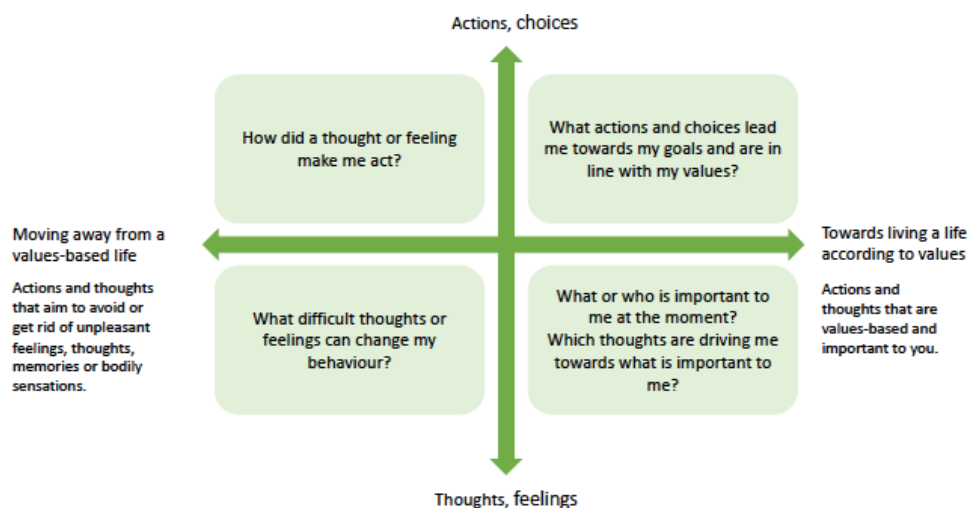 Actions, choices
How did a thought or feeling
make me act?
What actions and choices lead
me towards my goals and are in
line with my values?
Moving away from a
values-based life
Actions and thoughts
that aim to avoid or
get rid of unpleasant
feelings, thoughts,
memories or bodily
sensations.
Towards living a life
according to values
Actions and
thoughts that are
values-based and
important to you.
What difficult thoughts or
feelings can change my
behaviour?
What or who is important to
me at the moment?
Which thoughts are driving me
towards what is important to
me?
Thoughts, feelings